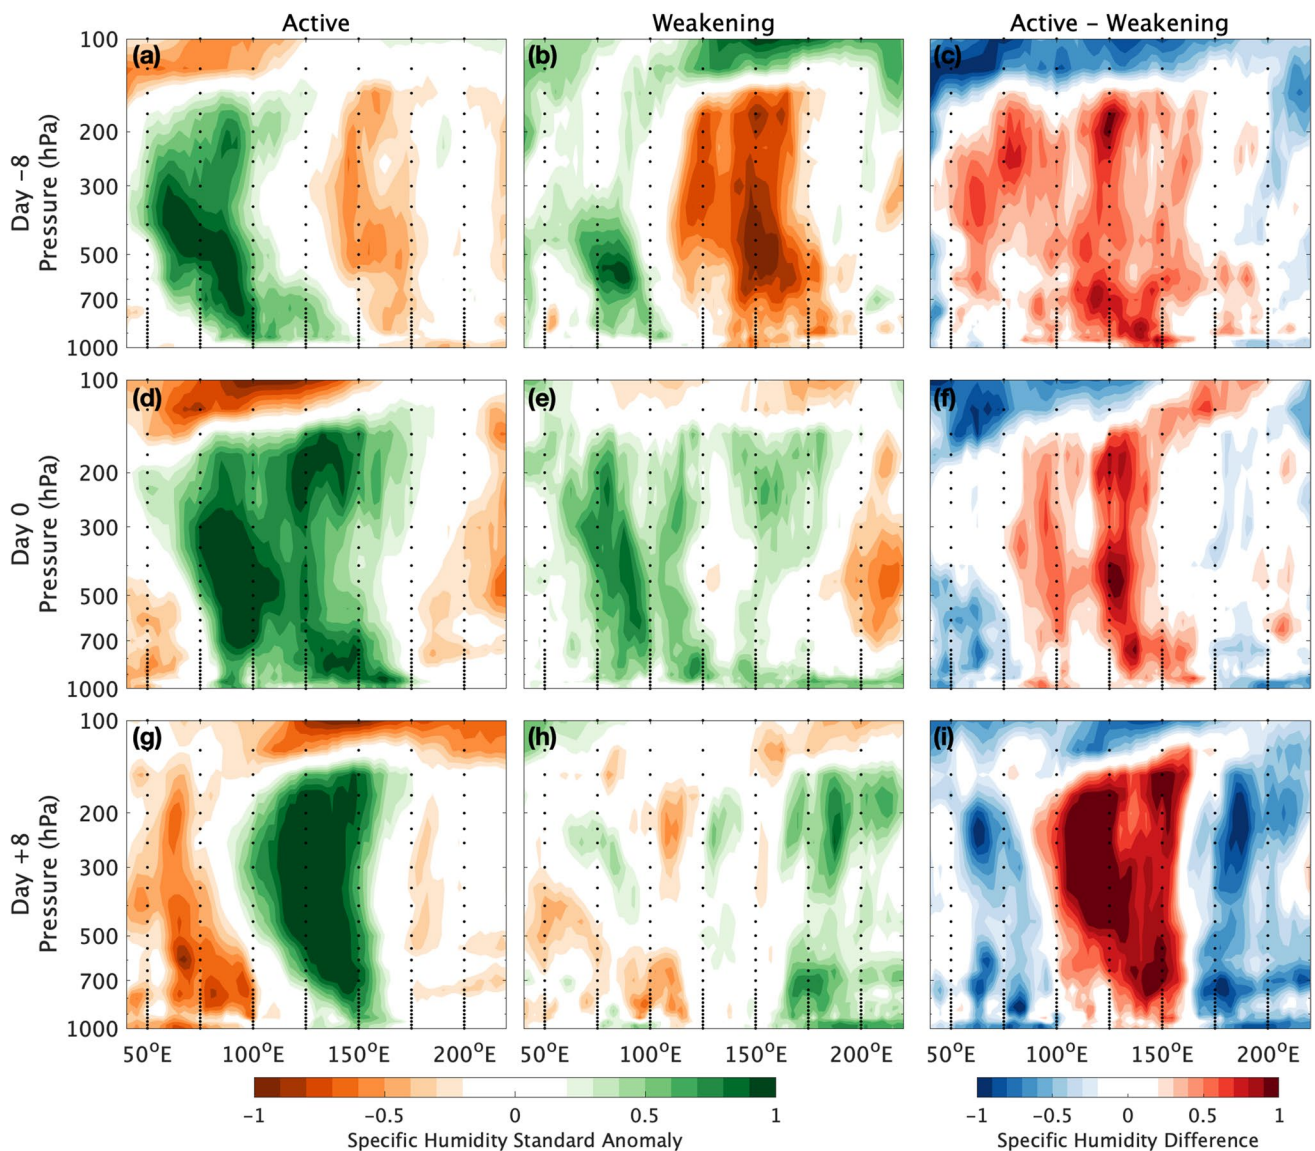 Active Weakening Active – Weakening
(a) (b) (c)
100
200
300
500
700
1000
Day −8
Pressure (hPa)
(d) (e) (f)
100
200
300
500
700
1000
Day 0
Pressure (hPa)
(g) (h) (i)
100
200
300
500
700
1000
Day +8
Pressure (hPa)
50°E 100°E 150°E 200°E 50°E 100°E 150°E 200°E 50°E 100°E 150°E 200°E
−1 −0.5 0 0.5 1 −1 −0.5 0 0.5 1
Specific Humidity Standard Anomaly Specific Humidity Difference